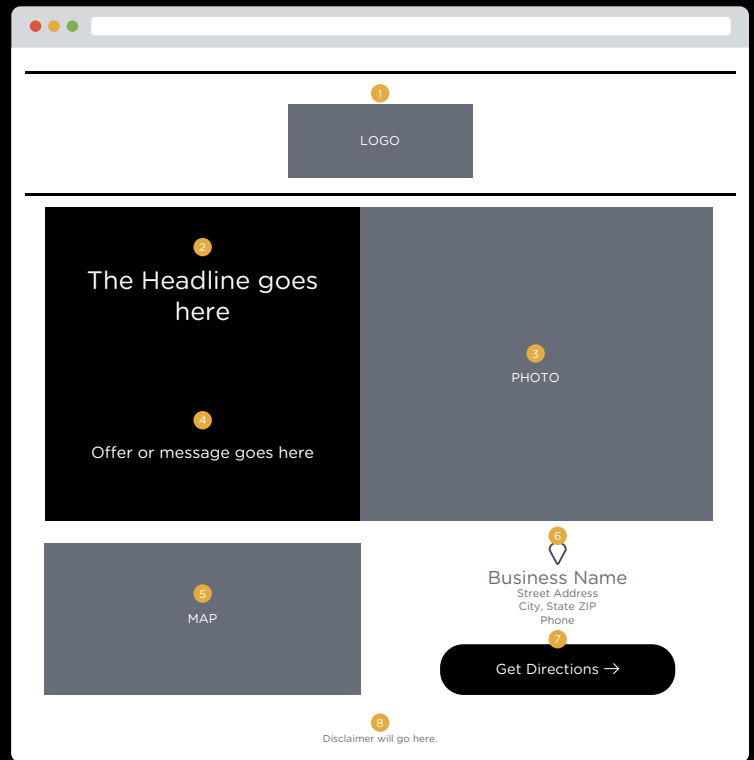 1
LOGO
2
The Headline goes
here
3
PHOTO
4
Offer or message goes here
5
MAP
6
Business Name
Street Address
City, State ZIP
Phone
7
Get Directions →
8
Disclaimer will go here.